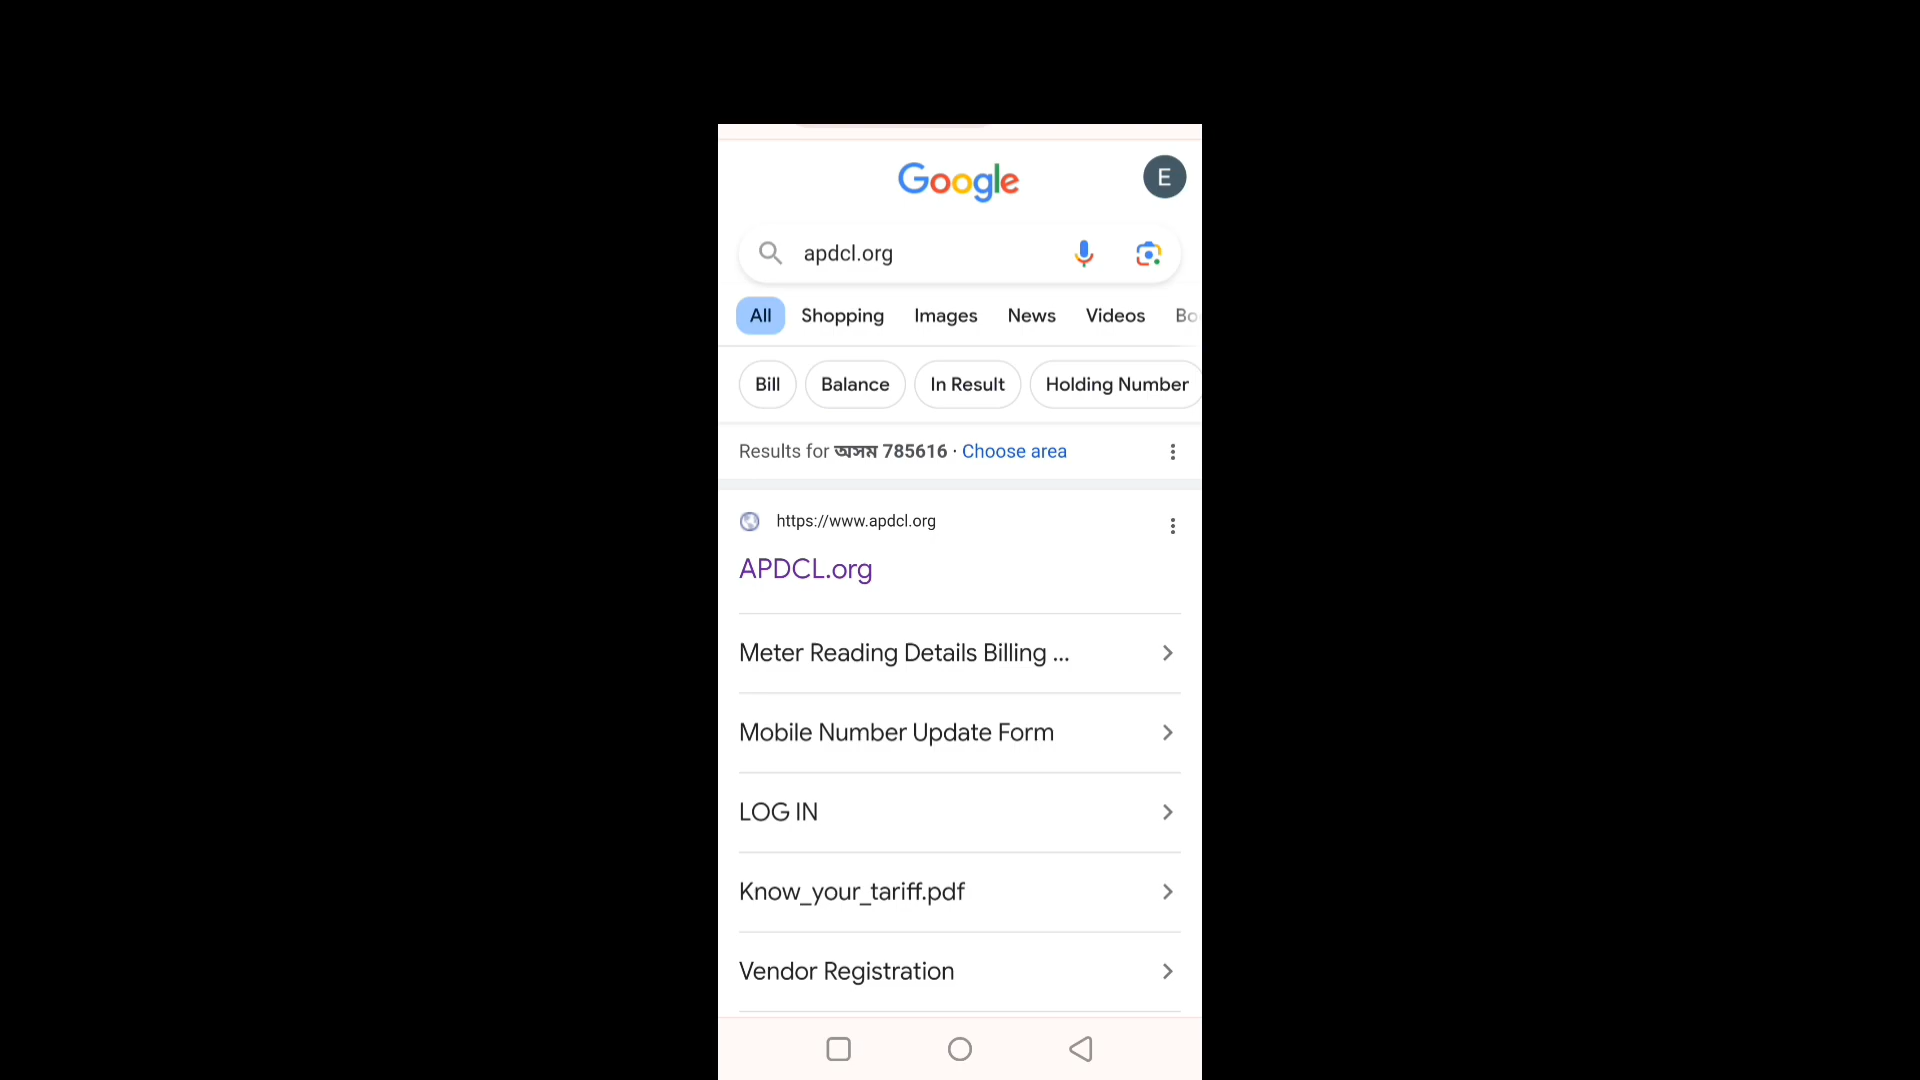 Google
E
apdcl.org
All Shopping Images News Videos Bo
Bill Balance In Result Holding Number
Results for অসম 785616 · Choose area
https://www.apdcl.org
APDCL.org
Meter Reading Details Billing ...
Mobile Number Update Form
LOG IN
Know_your_tariff.pdf
Vendor Registration